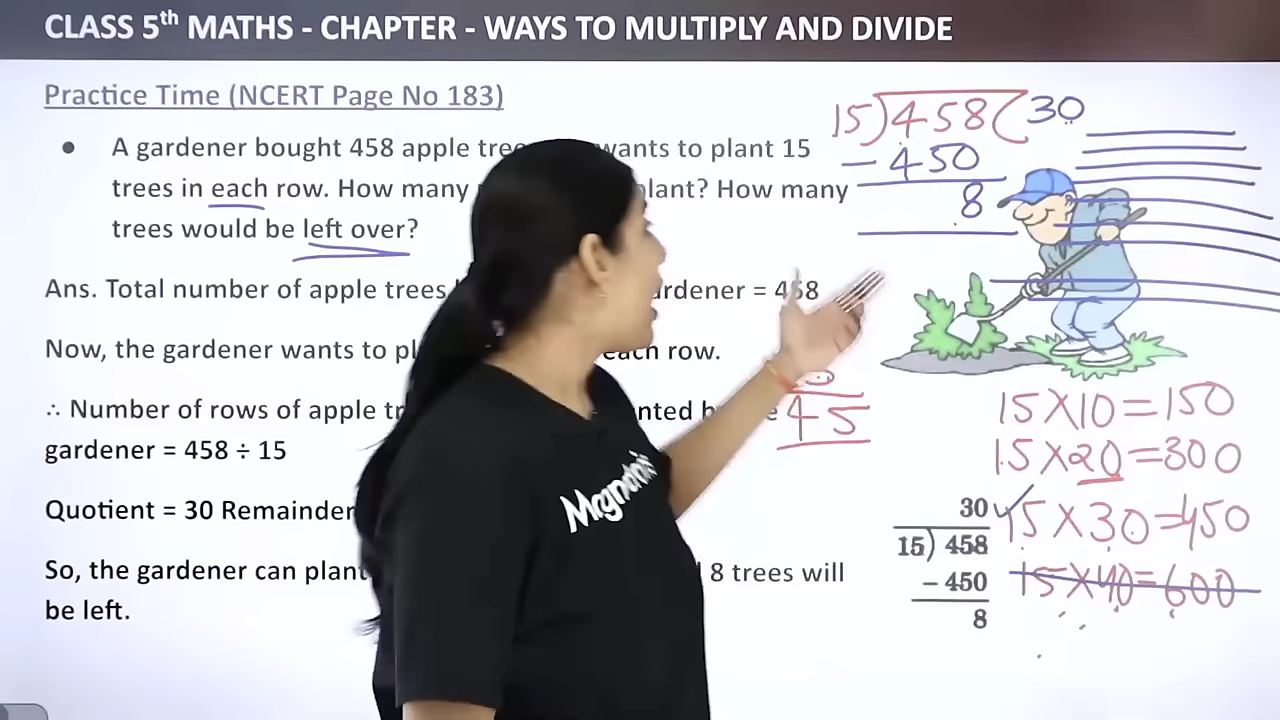 CLASS 5th MATHS - CHAPTER - WAYS TO MULTIPLY AND DIVIDE
Practice Time (NCERT Page No 183)
• A gardener bought 458 apple wants to plant 15
trees in each row. How many plant? How many
trees would be left over?
Ans. Total number of apple trees = 458
Now, the gardener wants to each row.
∴ Number of rows of apple
gardener = 458 ÷ 15
Quotient = 30 Remainder
So, the gardener can plant 8 trees will
be left.
15)458(30
- 450
8
45
15×10=150
15×20=300
15×30=450
15×40=600
30
15) 458
- 450
8
Magnet